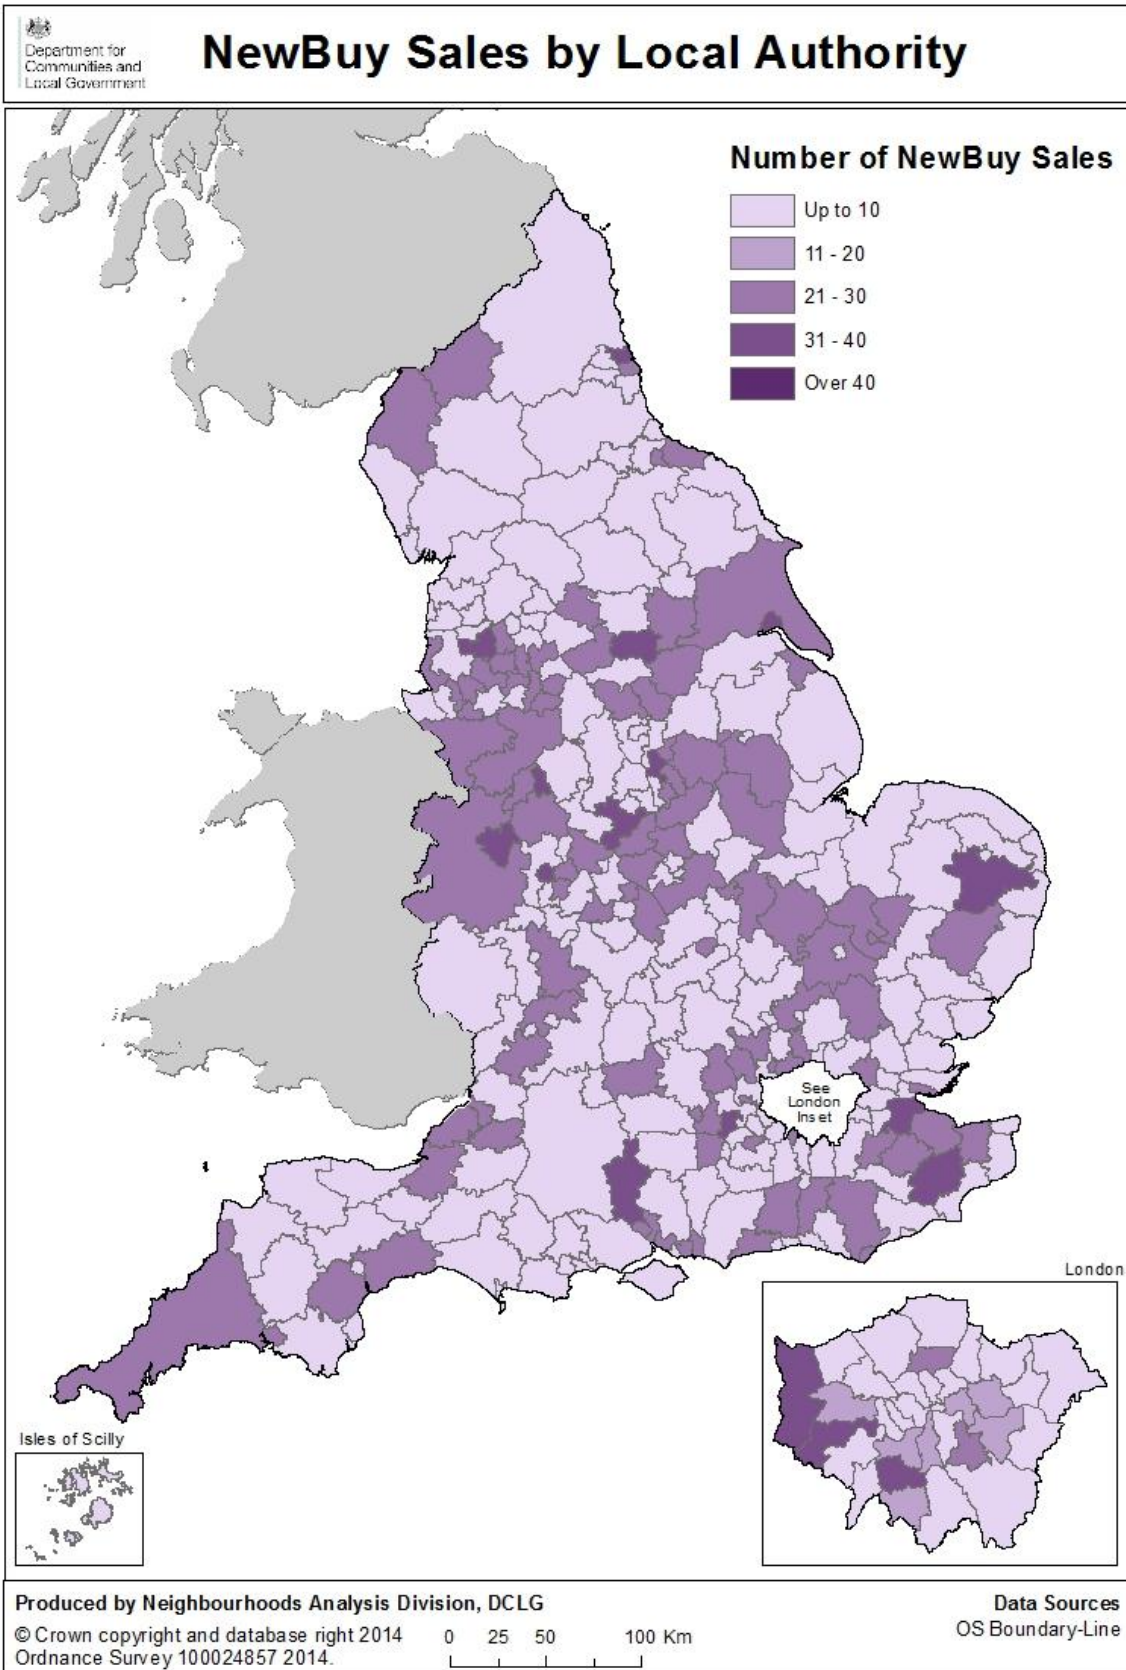 Department for
Communities and
Local Government
NewBuy Sales by Local Authority
Number of NewBuy Sales
Up to 10
11 - 20
21 - 30
31 - 40
Over 40
See
London
Inset
London
Isles of Scilly
Produced by Neighbourhoods Analysis Division, DCLG
© Crown copyright and database right 2014
Ordnance Survey 100024857 2014.
0 25 50 100 Km
Data Sources
OS Boundary-Line